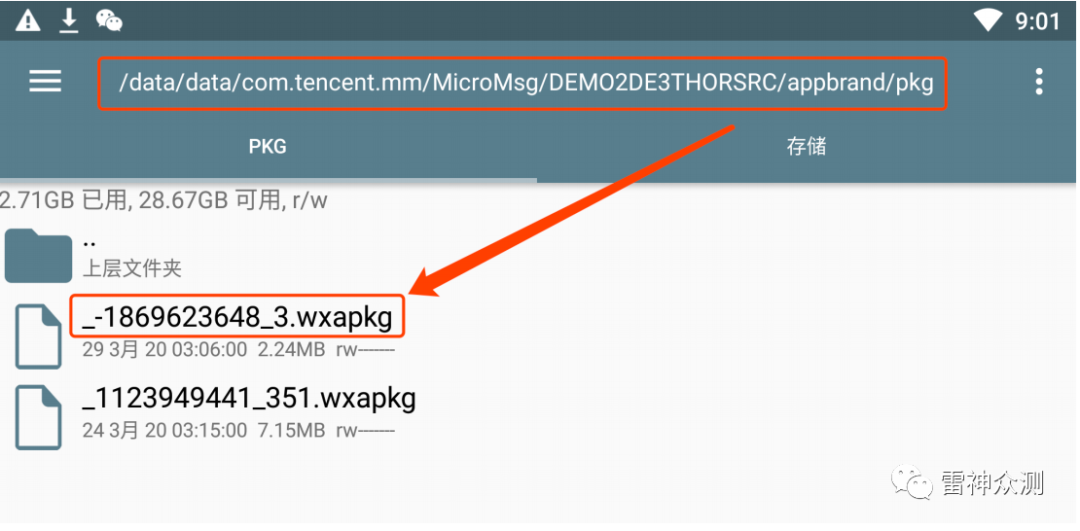 9:01
/data/data/com.tencent.mm/MicroMsg/DEMO2DE3THORSRC/appbrand/pkg
PKG
存储
2.71GB 已用, 28.67GB 可用, r/w
..
上层文件夹
_-1869623648_3.wxapkg
29 3月 20 03:06:00 2.24MB rw-------
_1123949441_351.wxapkg
24 3月 20 03:15:00 7.15MB rw-------
雷神众测